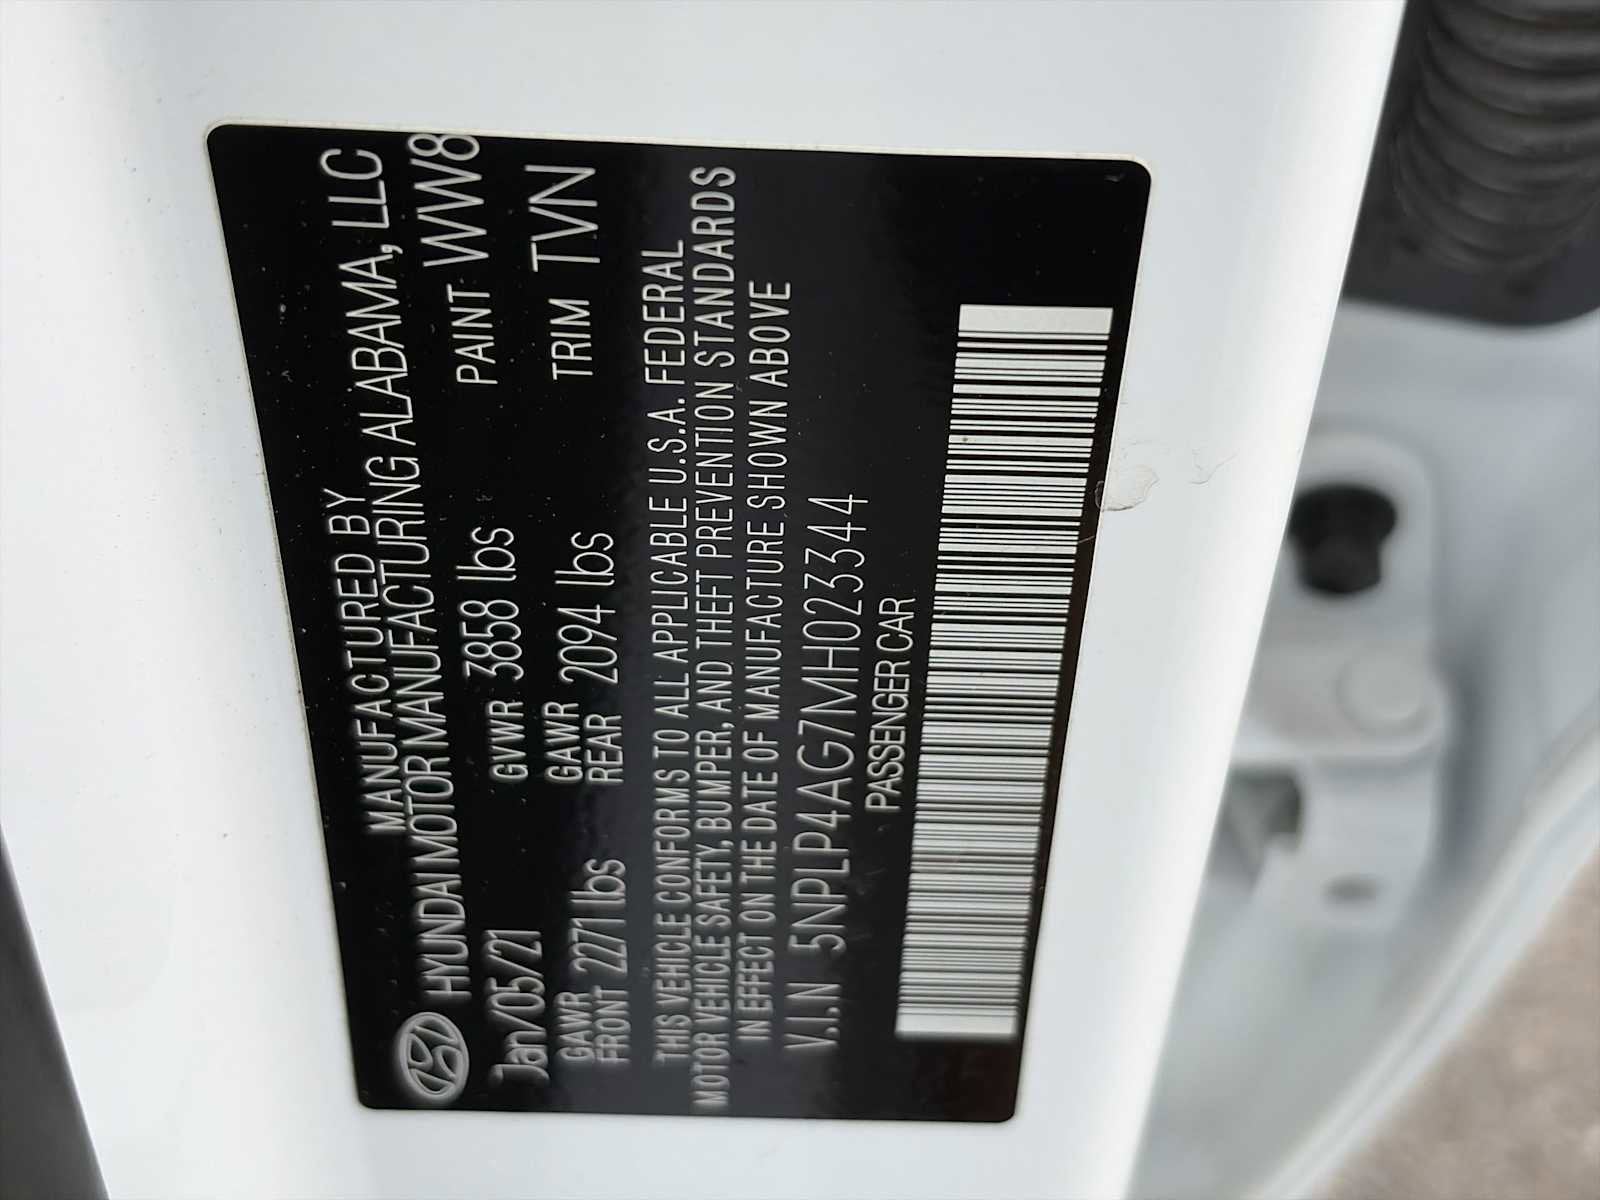 MANUFACTURED BY
HYUNDAI MOTOR MANUFACTURING ALABAMA, LLC
Jan/05/21 GVWR 3858 lbs PAINT WW8
GAWR FRONT 2271 lbs GAWR REAR 2094 lbs TRIM TVN
THIS VEHICLE CONFORMS TO ALL APPLICABLE U.S.A. FEDERAL
MOTOR VEHICLE SAFETY, BUMPER, AND THEFT PREVENTION STANDARDS
IN EFFECT ON THE DATE OF MANUFACTURE SHOWN ABOVE
V.I.N 5NPLP4AG7MH023344
PASSENGER CAR